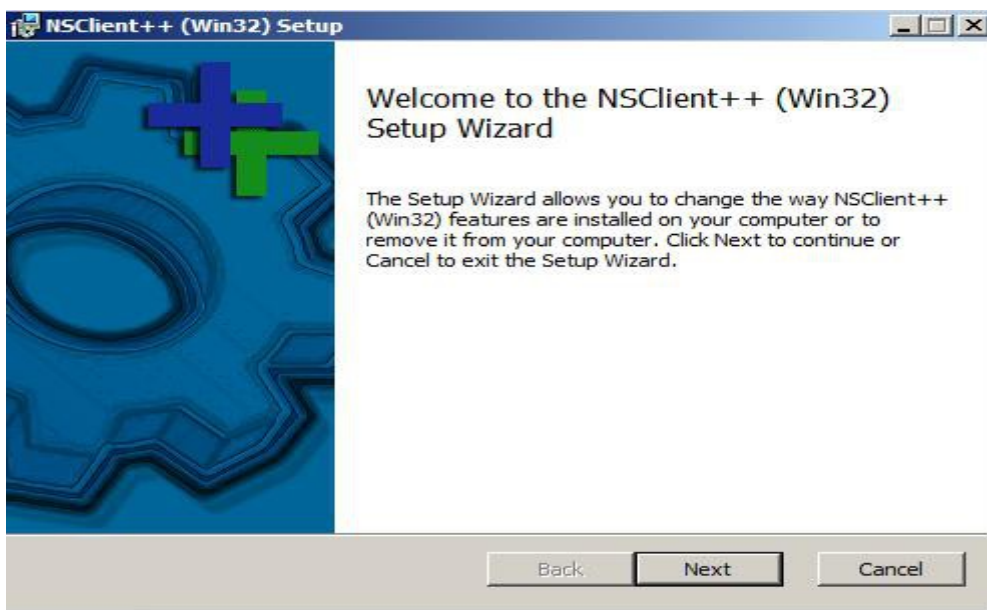 NSClient++ (Win32) Setup
Welcome to the NSClient++ (Win32)
Setup Wizard
The Setup Wizard allows you to change the way NSClient++
(Win32) features are installed on your computer or to
remove it from your computer. Click Next to continue or
Cancel to exit the Setup Wizard.
Back Next Cancel